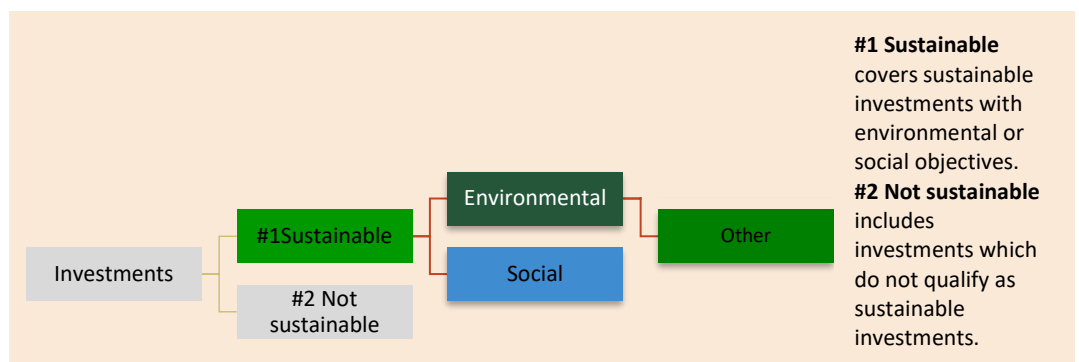 Investments
#1Sustainable
#2 Not
sustainable
Environmental
Social
Other
#1 Sustainable
covers sustainable
investments with
environmental or
social objectives.
#2 Not sustainable
includes
investments which
do not qualify as
sustainable
investments.